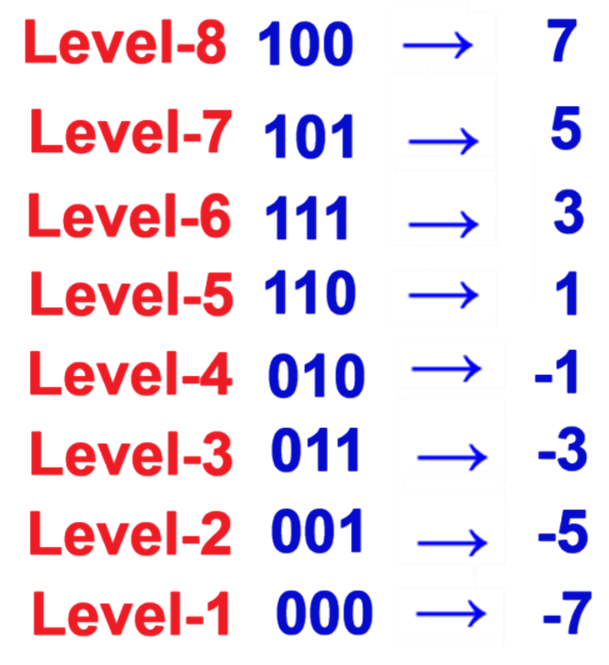 Level-8 100 → 7
Level-7 101 → 5
Level-6 111 → 3
Level-5 110 → 1
Level-4 010 → -1
Level-3 011 → -3
Level-2 001 → -5
Level-1 000 → -7